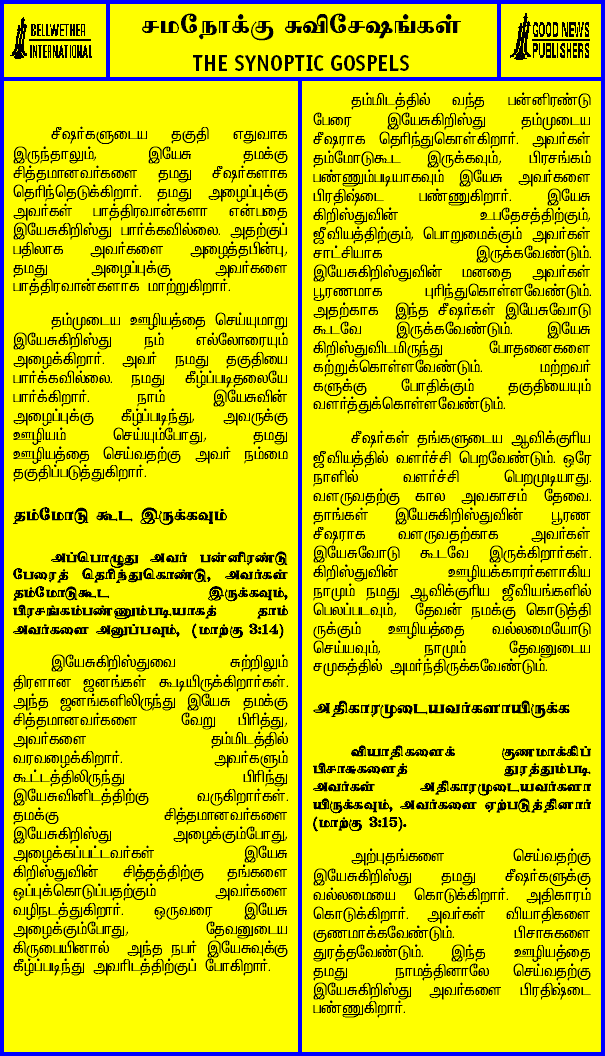 BELLWETHER
INTERNATIONAL
சமநோக்கு சுவிசேஷங்கள்
THE SYNOPTIC GOSPELS
GOOD NEWS
PUBLISHERS
சீஷர்களுடைய தகுதி எதுவாக
இருந்தாலும், இயேசு தமக்கு
சித்தமானவர்களை தமது சீஷர்களாக
தெரிந்தெடுக்கிறார். தமது அழைப்புக்கு
அவர்கள் பாத்திரவான்களா என்பதை
இயேசுகிறிஸ்து பார்க்கவில்லை. அதற்குப்
பதிலாக அவர்களை அழைத்தபின்பு,
தமது அழைப்புக்கு அவர்களை
பாத்திரவான்களாக மாற்றுகிறார்.
தம்முடைய ஊழியத்தை செய்யுமாறு
இயேசுகிறிஸ்து நம் எல்லோரையும்
அழைக்கிறார். அவர் நமது தகுதியை
பார்க்கவில்லை. நமது கீழ்ப்படிதலையே
பார்க்கிறார். நாம் இயேசுவின்
அழைப்புக்கு கீழ்ப்படிந்து, அவருக்கு
ஊழியம் செய்யும்போது, தமது
ஊழியத்தை செய்வதற்கு அவர் நம்மை
தகுதிப்படுத்துகிறார்.
தம்மோடு கூட இருக்கவும்
அப்பொழுது அவர் பன்னிரண்டு
பேரைத் தெரிந்துகொண்டு, அவர்கள்
தம்மோடுகூட இருக்கவும்,
பிரசங்கம்பண்ணும்படியாகத் தாம்
அவர்களை அனுப்பவும், (மாற்கு 3:14)
இயேசுகிறிஸ்துவை சுற்றிலும்
திரளான ஜனங்கள் கூடியிருக்கிறார்கள்.
அந்த ஜனங்களிலிருந்து இயேசு தமக்கு
சித்தமானவர்களை வேறு பிரித்து,
அவர்களை தம்மிடத்தில்
வரவழைக்கிறார். அவர்களும்
கூட்டத்திலிருந்து பிரிந்து
இயேசுவினிடத்திற்கு வருகிறார்கள்.
தமக்கு சித்தமானவர்களை
இயேசுகிறிஸ்து அழைக்கும்போது,
அழைக்கப்பட்டவர்கள் இயேசு
கிறிஸ்துவின் சித்தத்திற்கு தங்களை
ஒப்புக்கொடுப்பதற்கும் அவர்களை
வழிநடத்துகிறார். ஒருவரை இயேசு
அழைக்கும்போது, தேவனுடைய
கிருபையினால் அந்த நபர் இயேசுவுக்கு
கீழ்ப்படிந்து அவரிடத்திற்குப் போகிறார்.
தம்மிடத்தில் வந்த பன்னிரண்டு
பேரை இயேசுகிறிஸ்து தம்முடைய
சீஷராக தெரிந்துகொள்கிறார். அவர்கள்
தம்மோடுகூட இருக்கவும், பிரசங்கம்
பண்ணும்படியாகவும் இயேசு அவர்களை
பிரதிஷ்டை பண்ணுகிறார். இயேசு
கிறிஸ்துவின் உபதேசத்திற்கும்,
ஜீவியத்திற்கும், பொறுமைக்கும் அவர்கள்
சாட்சியாக இருக்கவேண்டும்.
இயேசுகிறிஸ்துவின் மனதை அவர்கள்
பூரணமாக புரிந்துகொள்ளவேண்டும்.
அதற்காக இந்த சீஷர்கள் இயேசுவோடு
கூடவே இருக்கவேண்டும். இயேசு
கிறிஸ்துவிடமிருந்து போதனைகளை
கற்றுக்கொள்ளவேண்டும். மற்றவர்
களுக்கு போதிக்கும் தகுதியையும்
வளர்த்துக்கொள்ளவேண்டும்.
சீஷர்கள் தங்களுடைய ஆவிக்குரிய
ஜீவியத்தில் வளர்ச்சி பெறவேண்டும். ஒரே
நாளில் வளர்ச்சி பெறமுடியாது.
வளருவதற்கு கால அவகாசம் தேவை.
தாங்கள் இயேசுகிறிஸ்துவின் பூரண
சீஷராக வளருவதற்காக அவர்கள்
இயேசுவோடு கூடவே இருக்கிறார்கள்.
கிறிஸ்துவின் ஊழியக்காரர்களாகிய
நாமும் நமது ஆவிக்குரிய ஜீவியங்களில்
பெலப்படவும், தேவன் நமக்கு கொடுத்தி
ருக்கும் ஊழியத்தை வல்லமையோடு
செய்யவும், நாமும் தேவனுடைய
சமுகத்தில் அமர்ந்திருக்கவேண்டும்.
அதிகாரமுடையவர்களாயிருக்க
வியாதிகளைக் குணமாக்கிப்
பிசாசுகளைத் துரத்தும்படி
அவர்கள் அதிகாரமுடையவர்களா
யிருக்கவும், அவர்களை ஏற்படுத்தினார்
(மாற்கு 3:15).
அற்புதங்களை செய்வதற்கு
இயேசுகிறிஸ்து தமது சீஷர்களுக்கு
வல்லமையை கொடுக்கிறார். அதிகாரம்
கொடுக்கிறார். அவர்கள் வியாதிகளை
குணமாக்கவேண்டும். பிசாசுகளை
துரத்தவேண்டும். இந்த ஊழியத்தை
தமது நாமத்தினாலே செய்வதற்கு
இயேசுகிறிஸ்து அவர்களை பிரதிஷ்டை
பண்ணுகிறார்.